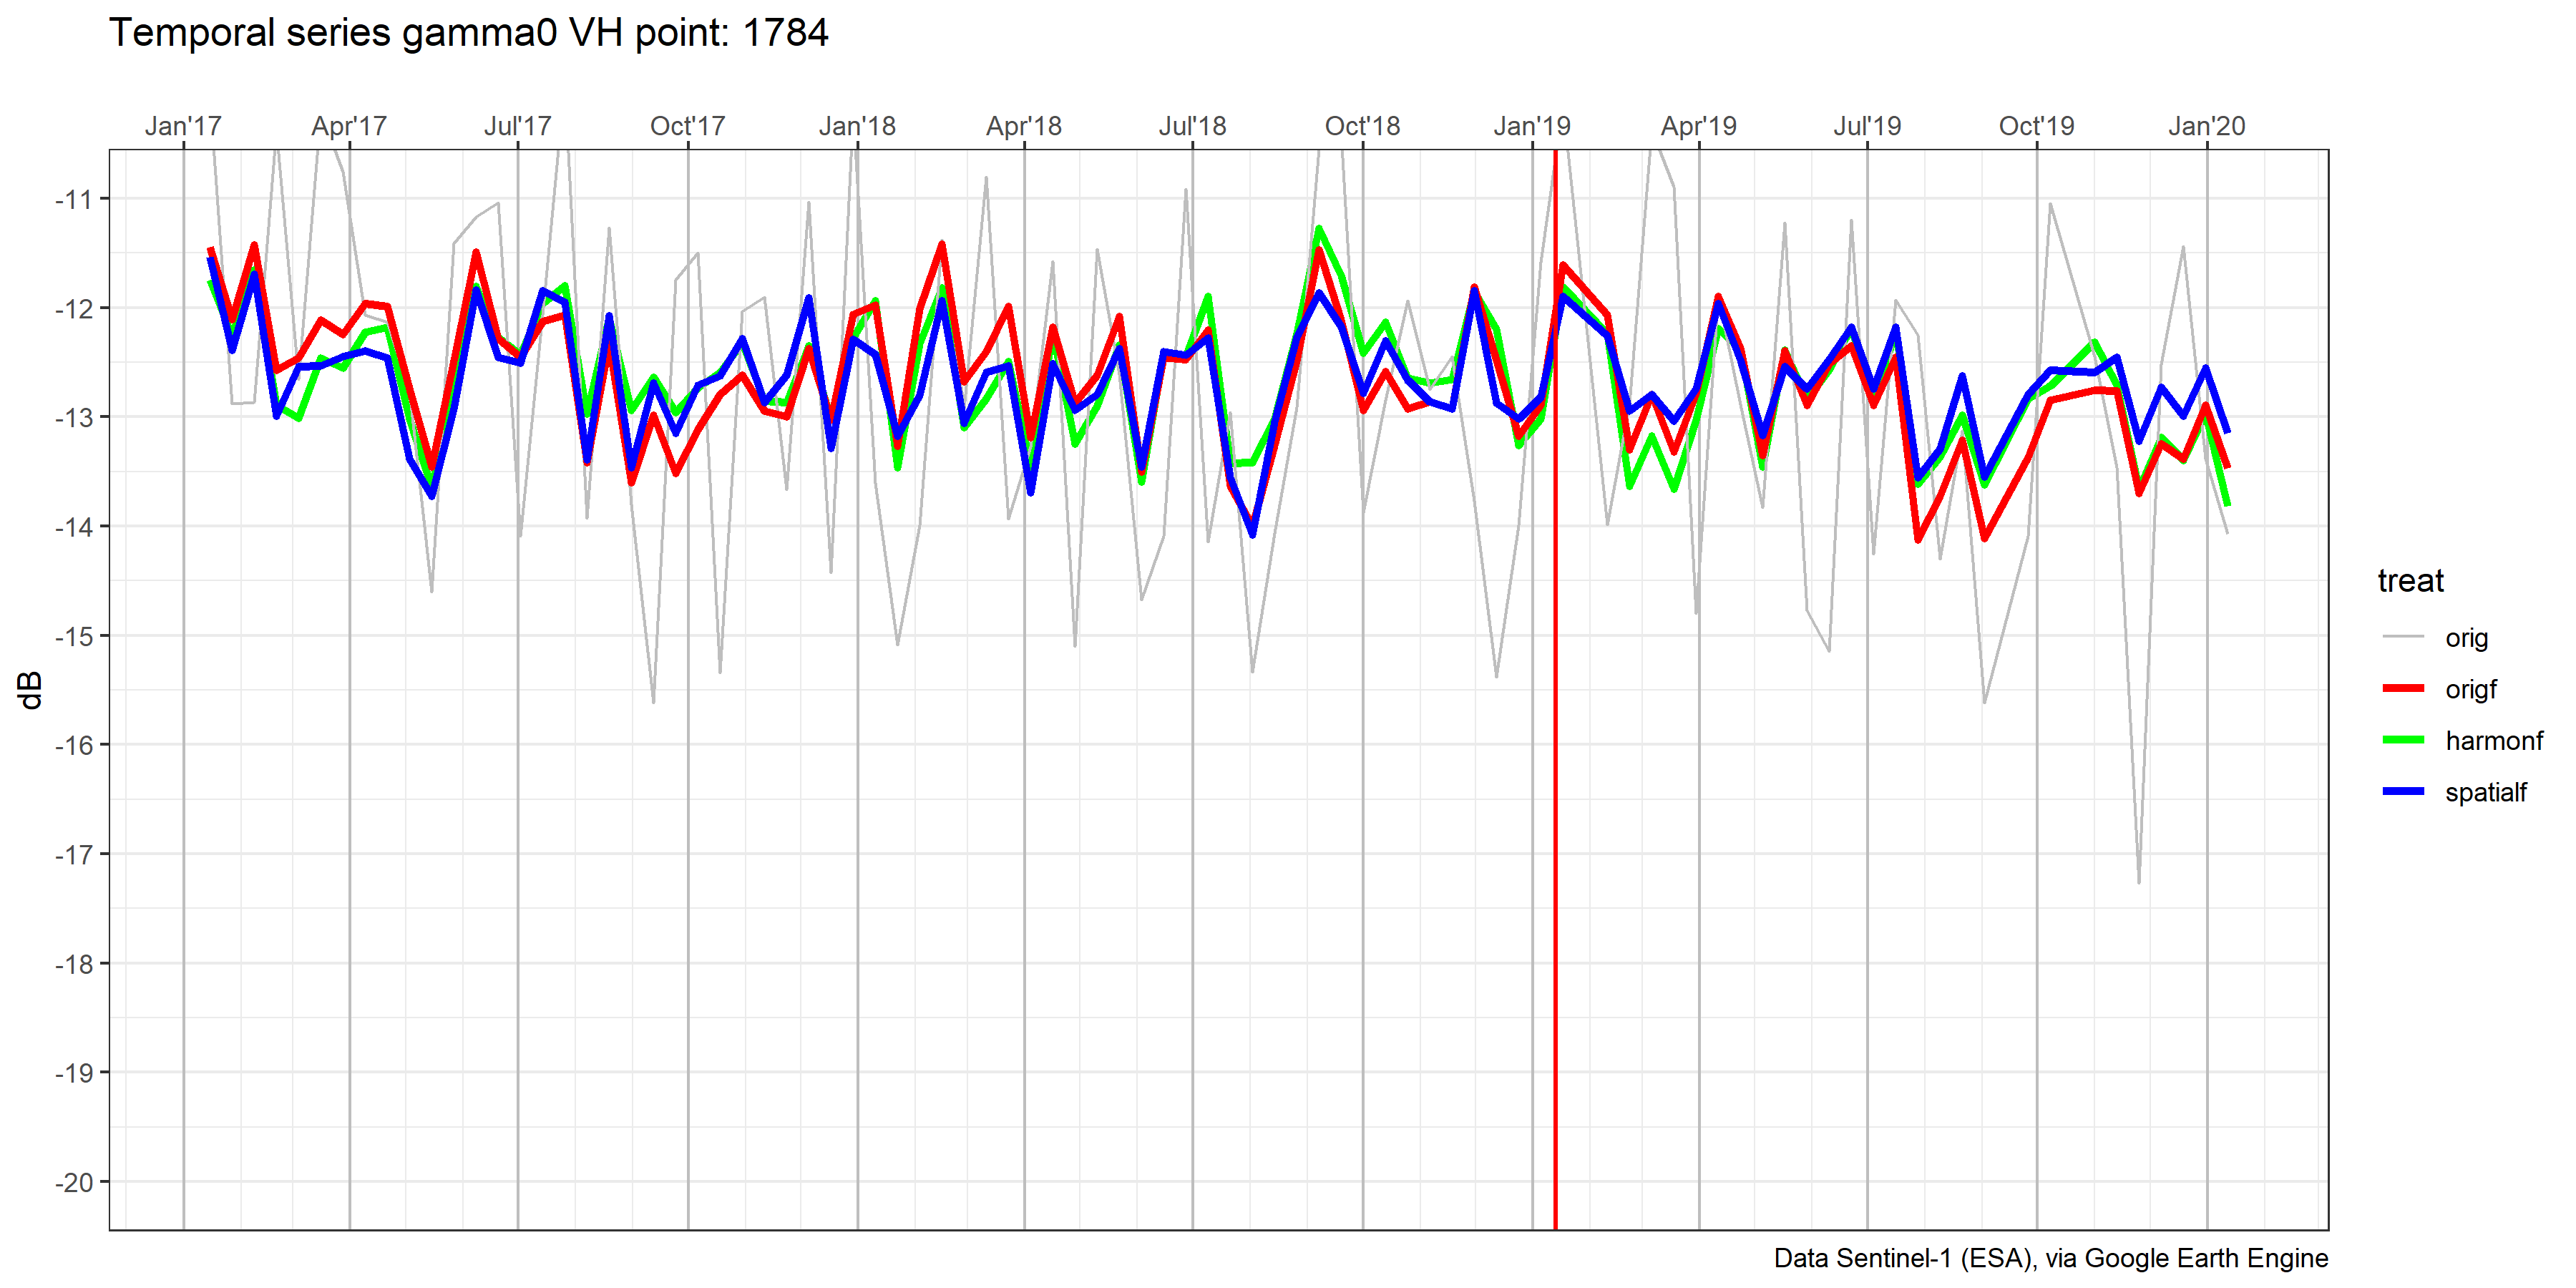 Temporal series gamma0 VH point: 1784
Jan'17 Apr'17 Jul'17 Oct'17 Jan'18 Apr'18 Jul'18 Oct'18 Jan'19 Apr'19 Jul'19 Oct'19 Jan'20
-11
-12
-13
-14
-15
-16
-17
-18
-19
-20
dB
treat
orig
origf
harmonf
spatialf
Data Sentinel-1 (ESA), via Google Earth Engine